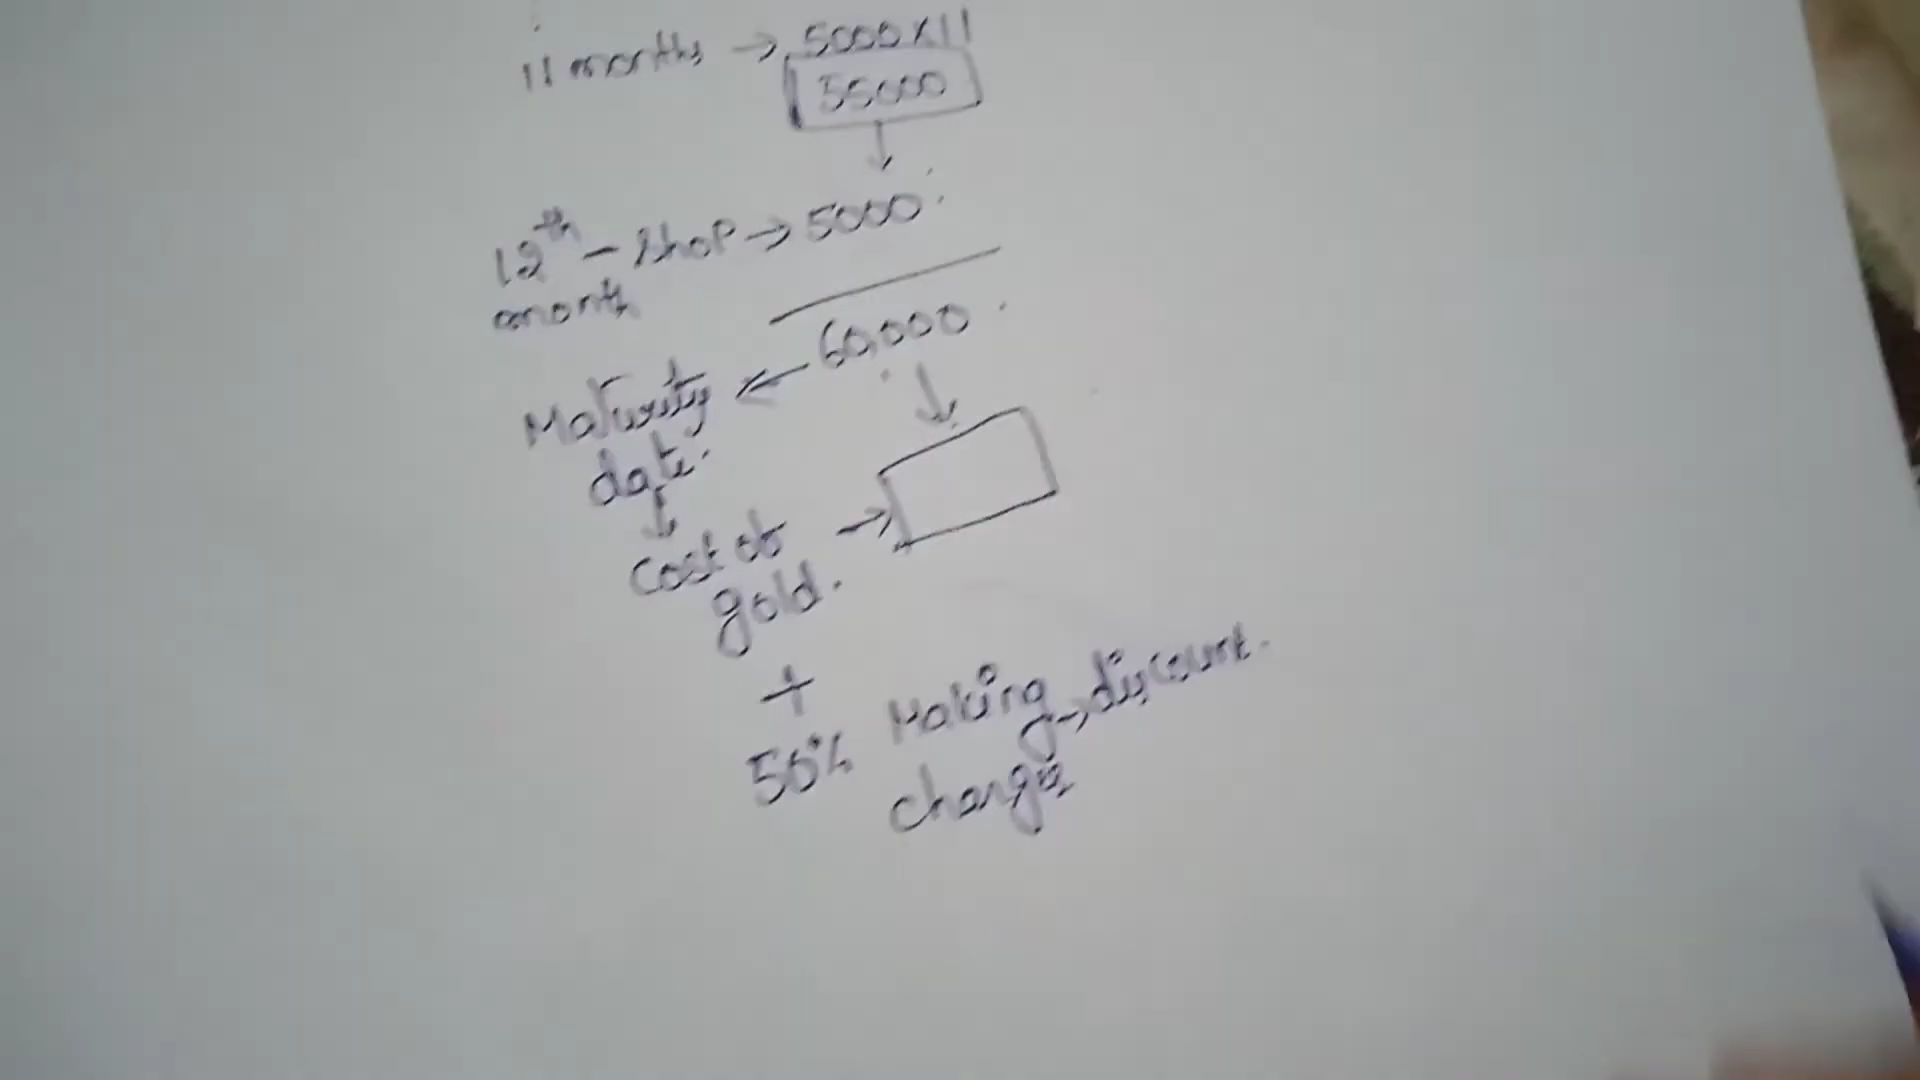 11 months → 5000 x 11
55000
↓
12th - Shop → 5000
month
60,000
Maturity ←
date.
↓
cost of →
gold.
+
50% Making → discount.
charges